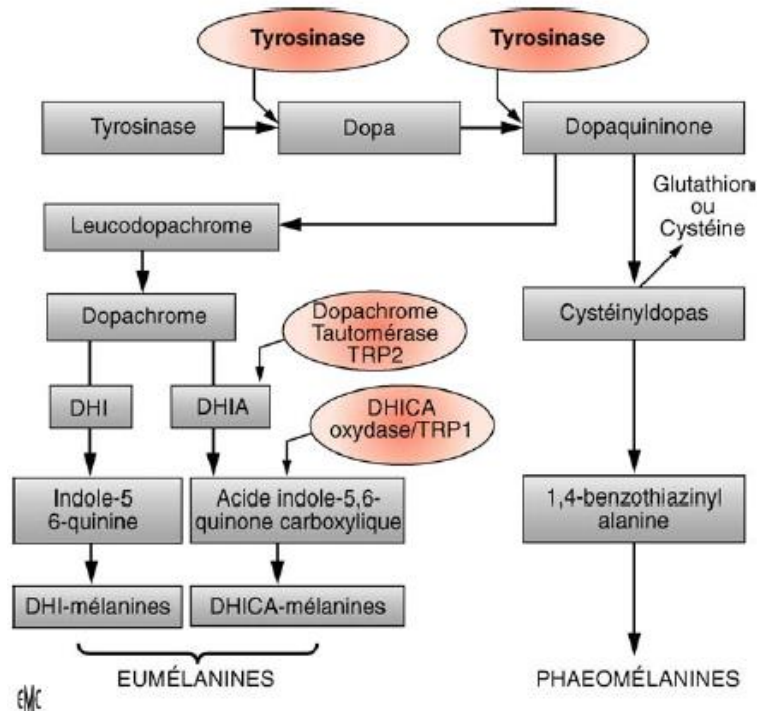 Tyrosinase
Tyrosinase
Tyrosinase
Dopa
Dopaquininone
Glutathion
ou
Cystéine
Leucodopachrome
Dopachrome
Dopachrome
Tautomérase
TRP2
Cystéinyldopas
DHI
DHIA
DHICA
oxydase/TRP1
Indole-5
6-quinine
Acide indole-5,6-
quinone carboxylique
1,4-benzothiazinyl
alanine
DHI-mélanines
DHICA-mélanines
EUMÉLANINES
PHAEOMÉLANINES
EMC